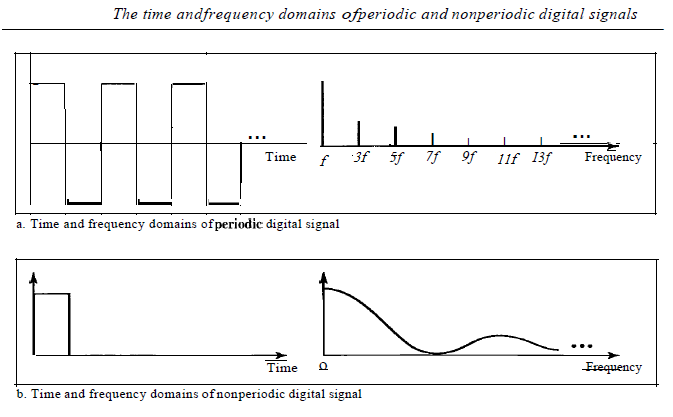 The time andfrequency domains ofperiodic and nonperiodic digital signals
...
Time
f 3f 5f 7f 9f 11f 13f
...
Frequency
a. Time and frequency domains of periodic digital signal
Time
0
...
Frequency
b. Time and frequency domains of nonperiodic digital signal